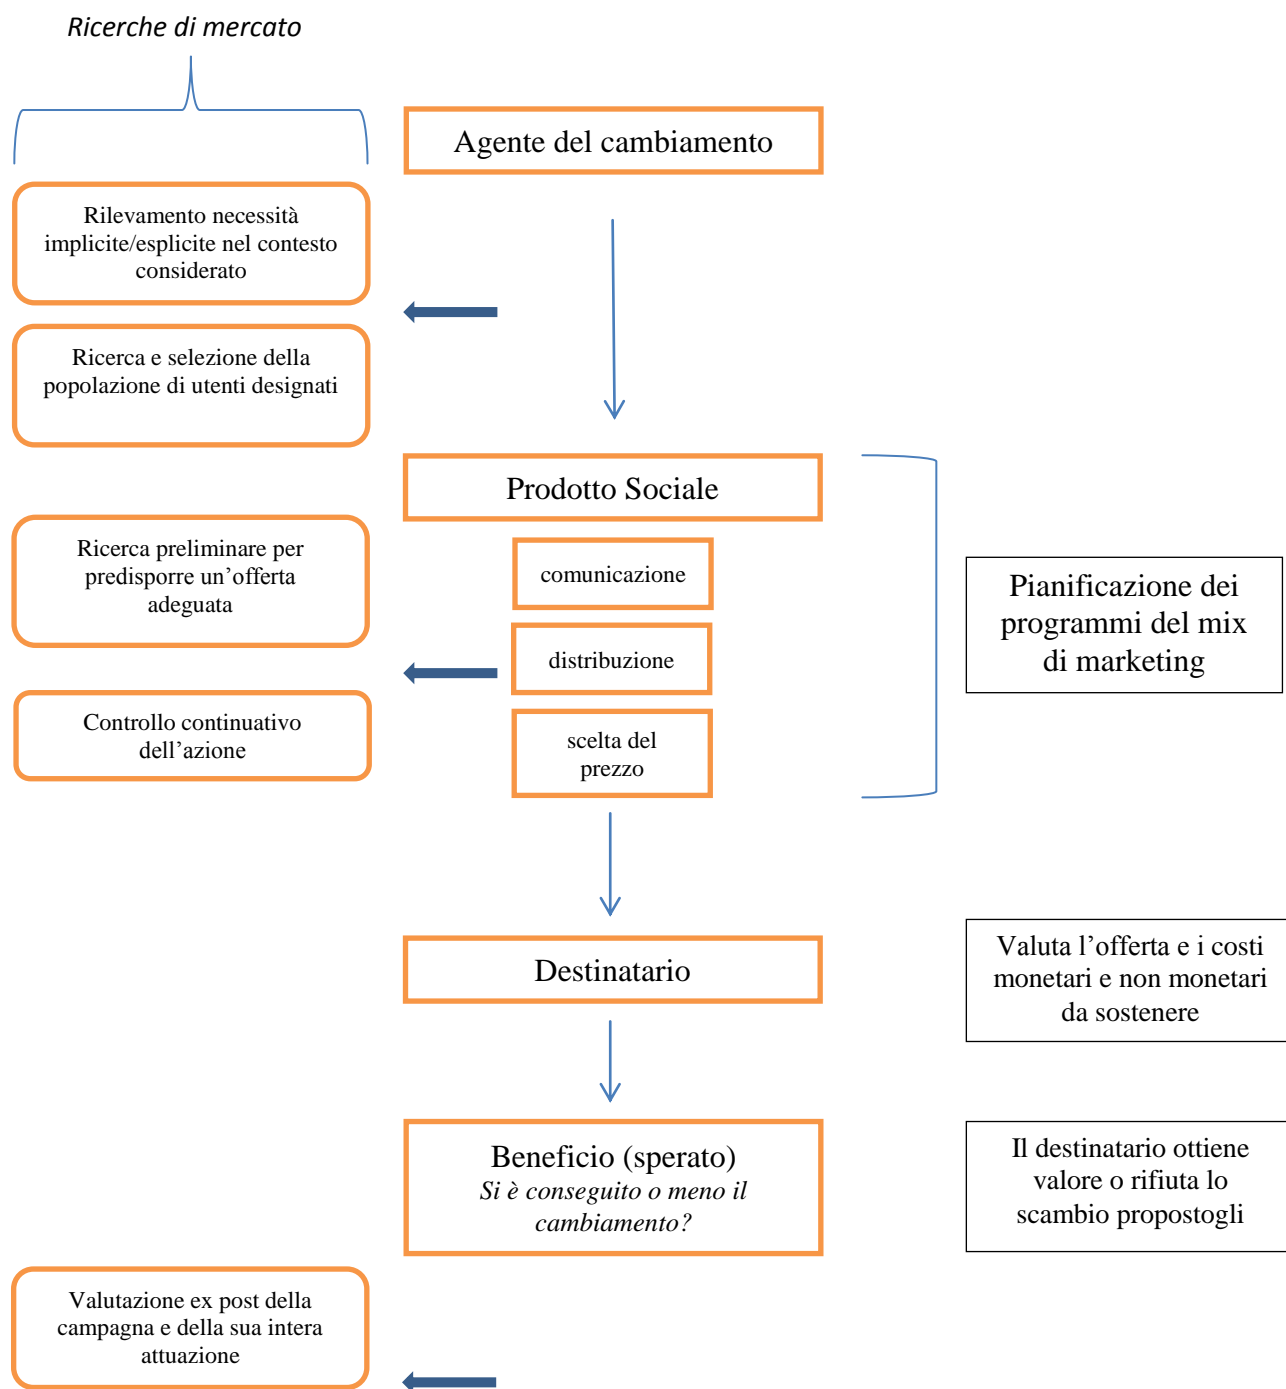 Ricerche di mercato
Agente del cambiamento
Rilevamento necessità
implicite/esplicite nel contesto
considerato
Ricerca e selezione della
popolazione di utenti designati
Prodotto Sociale
Ricerca preliminare per
predisporre un’offerta
adeguata
comunicazione
Pianificazione dei
programmi del mix
di marketing
distribuzione
Controllo continuativo
dell’azione
scelta del
prezzo
Destinatario
Valuta l’offerta e i costi
monetari e non monetari
da sostenere
Beneficio (sperato)
Si è conseguito o meno il
cambiamento?
Il destinatario ottiene
valore o rifiuta lo
scambio propostogli
Valutazione ex post della
campagna e della sua intera
attuazione